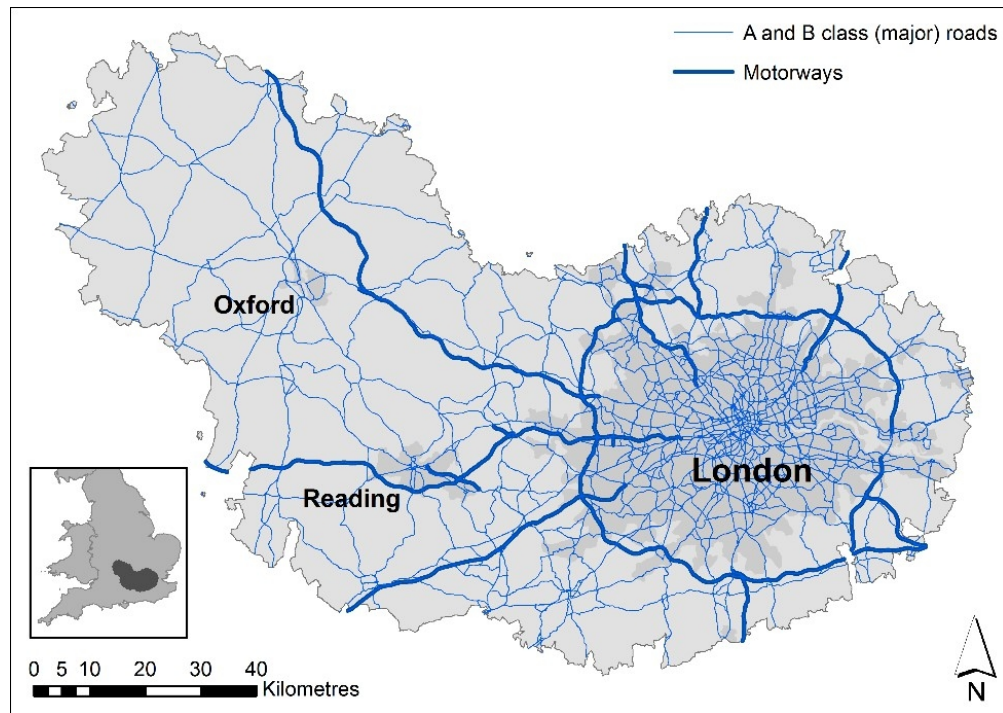 A and B class (major) roads
Motorways
Oxford
London
Reading
0 5 10 20 30 40
Kilometres
N